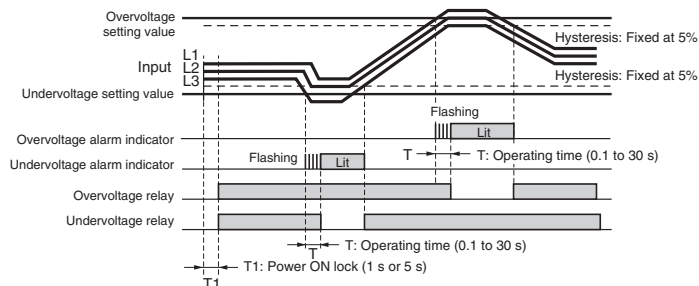 Overvoltage
setting value
Hysteresis: Fixed at 5%
L1
Input L2
L3
Hysteresis: Fixed at 5%
Undervoltage setting value
Flashing
Overvoltage alarm indicator
Lit
Flashing
T
T: Operating time (0.1 to 30 s)
Undervoltage alarm indicator
Lit
Overvoltage relay
Undervoltage relay
T
T: Operating time (0.1 to 30 s)
T1: Power ON lock (1 s or 5 s)
T1